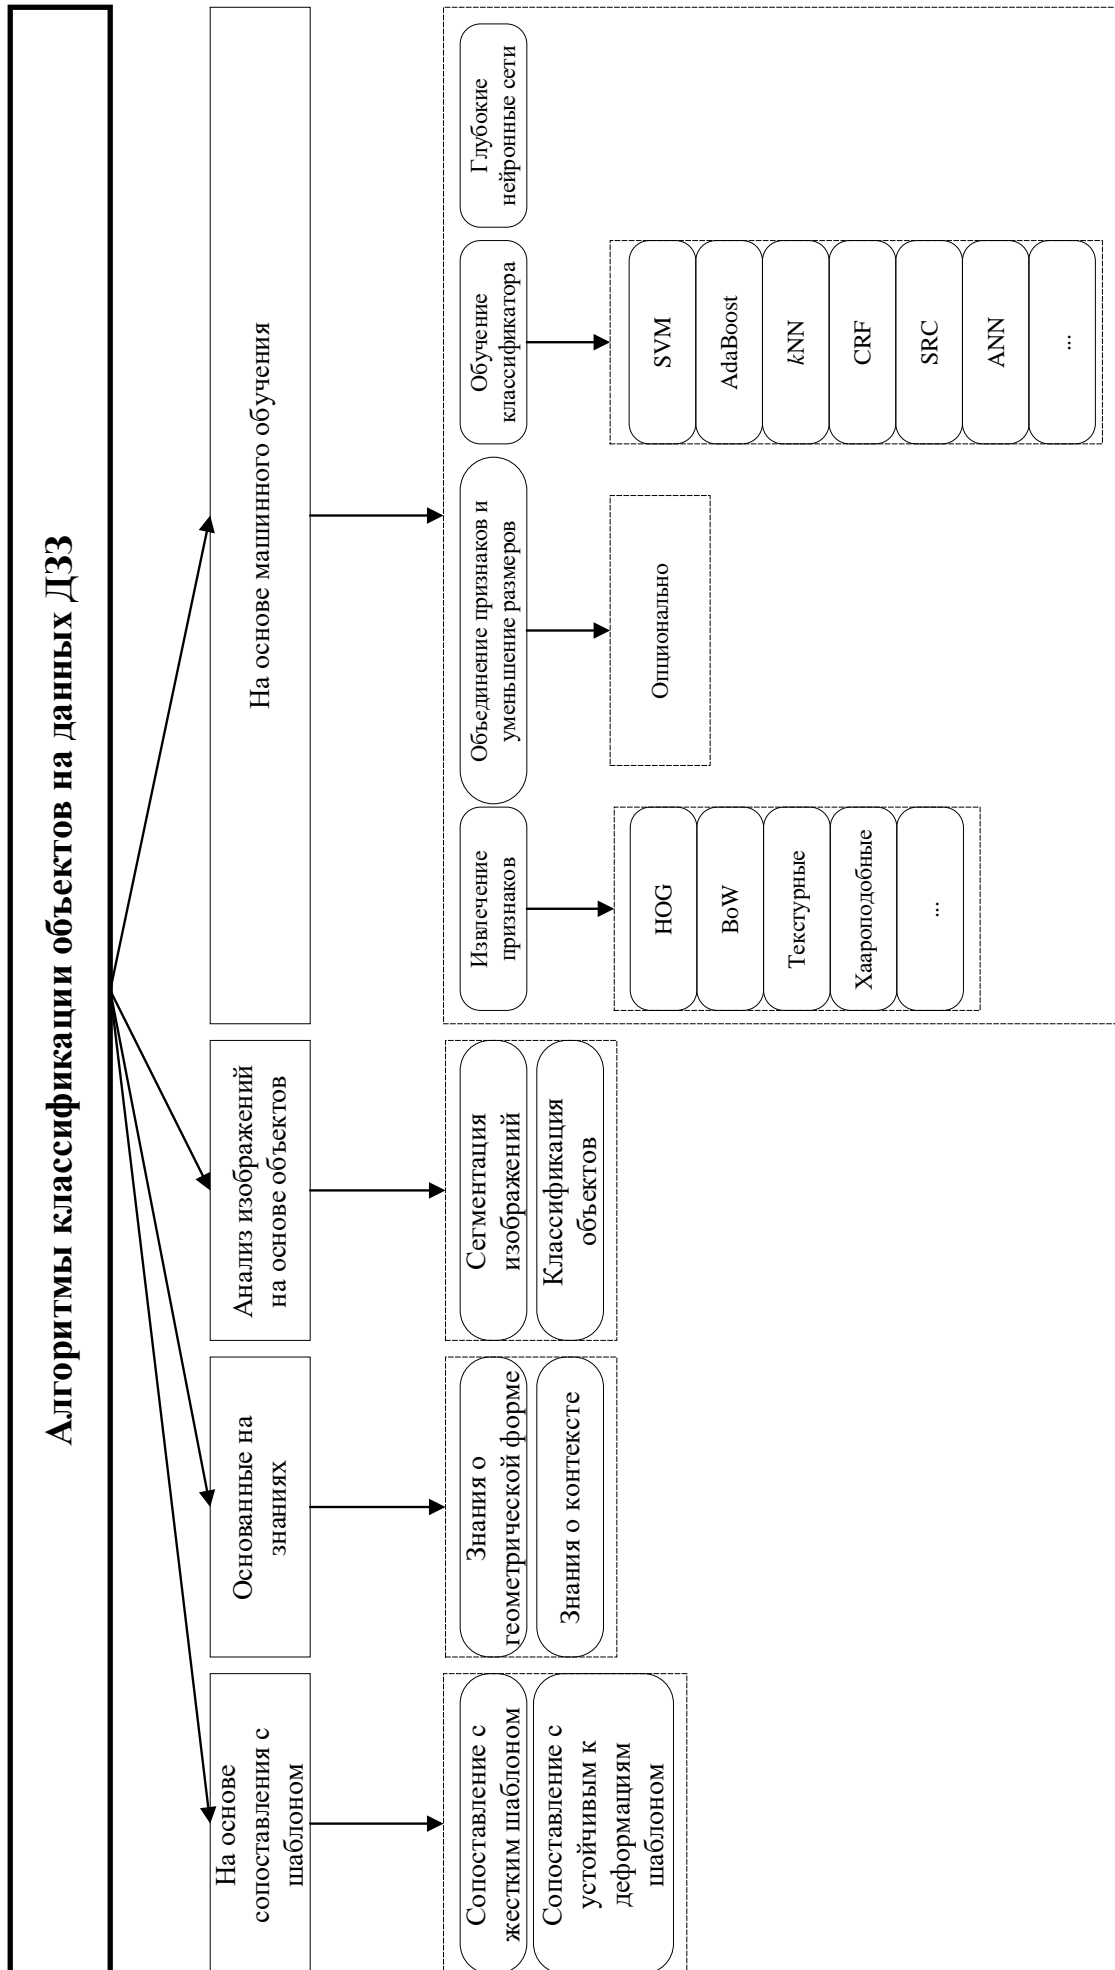 Алгоритмы классификации объектов на данных ДЗЗ
На основе
сопоставления с
шаблоном
Основанные на
знаниях
Анализ изображений
на основе объектов
На основе машинного обучения
Сопоставление с
жестким шаблоном
Сопоставление с
устойчивым к
деформациям
шаблоном
Знания о
геометрической форме
Знания о контексте
Сегментация
изображений
Классификация
объектов
Извлечение
признаков
Объединение признаков и
уменьшение размеров
Обучение
классификатора
Глубокие
нейронные сети
HOG
BoW
Текстурные
Хаароподобные
...
Опционально
SVM
AdaBoost
kNN
CRF
SRC
ANN
...